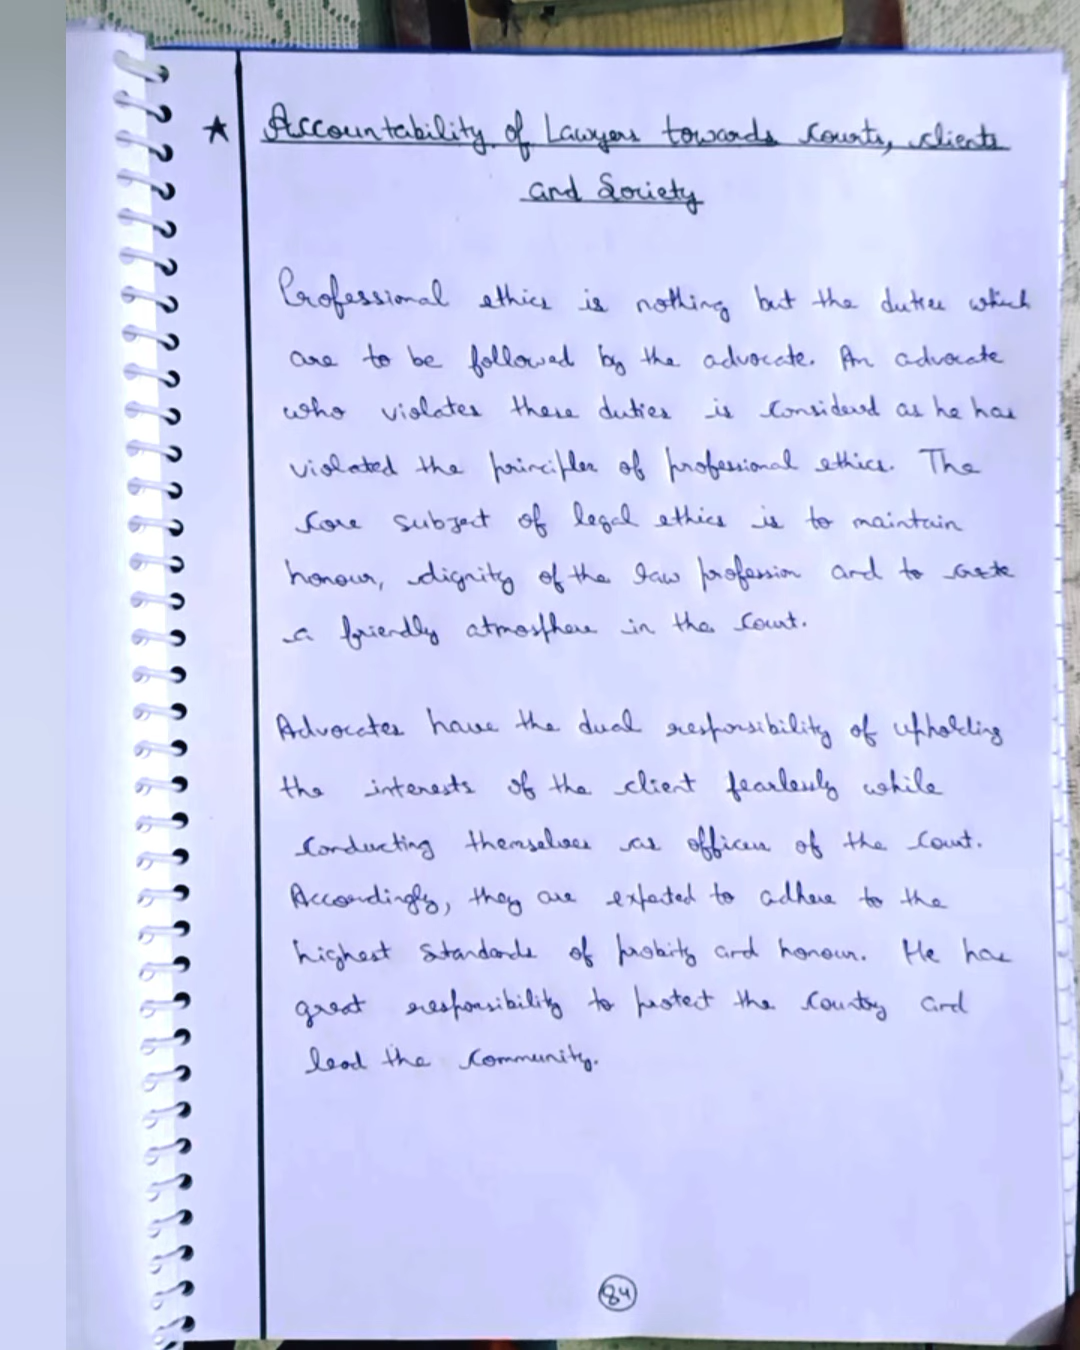 ★ Accountability of Lawyers towards Courts, clients
and Society
Professional ethics is nothing but the duties which
are to be followed by the advocate. An advocate
who violates these duties is considerd as he has
violated the principles of professional ethics. The
core subject of legal ethics is to maintain
honour, dignity of the law profession and to
a friendly atmosphere in the court.
Advocates have the dual responsibility of upholding
the interests of the client fearlessly while
conducting themselves as officers of the court.
Accordingly, they are expected to adhere to the
highest standards of probity and honour. He has
great responsibility to protect the country and
lead the community.
84